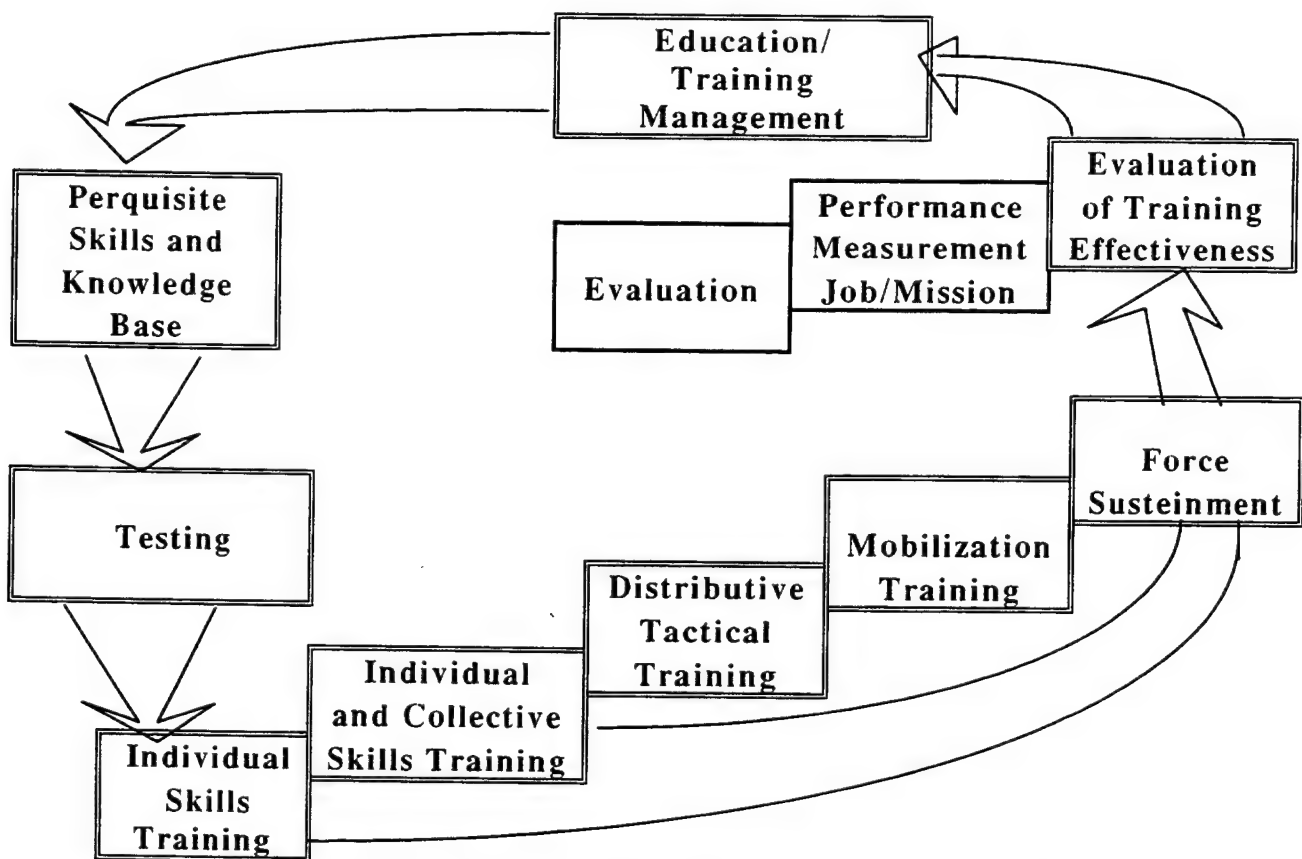 Education/
Training
Management
Perquisite
Skills and
Knowledge
Base
Evaluation
of Training
Effectiveness
Performance
Measurement
Job/Mission
Evaluation
Testing
Force
Susteinment
Mobilization
Training
Distributive
Tactical
Training
Individual
and Collective
Skills Training
Individual
Skills
Training